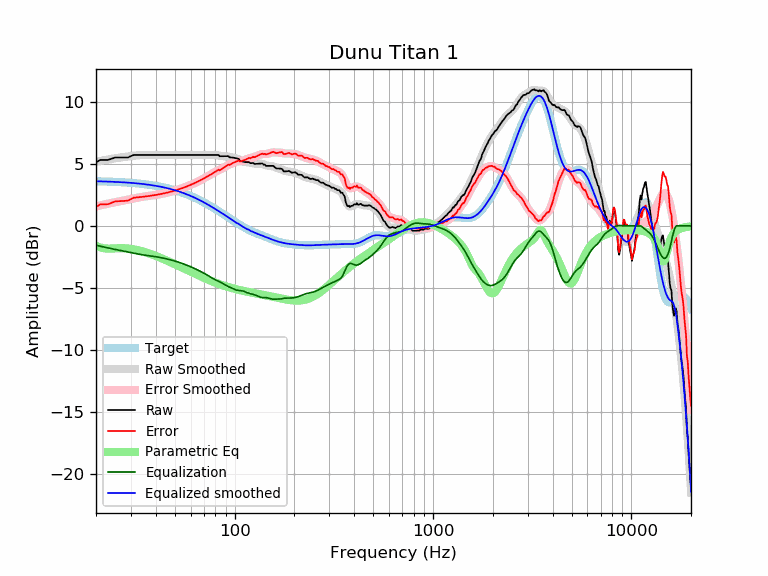 Dunu Titan 1
10
5
0
−5
−10
−15
−20
Amplitude (dBr)
Target
Raw Smoothed
Error Smoothed
Raw
Error
Parametric Eq
Equalization
Equalized smoothed
100
1000
10000
Frequency (Hz)